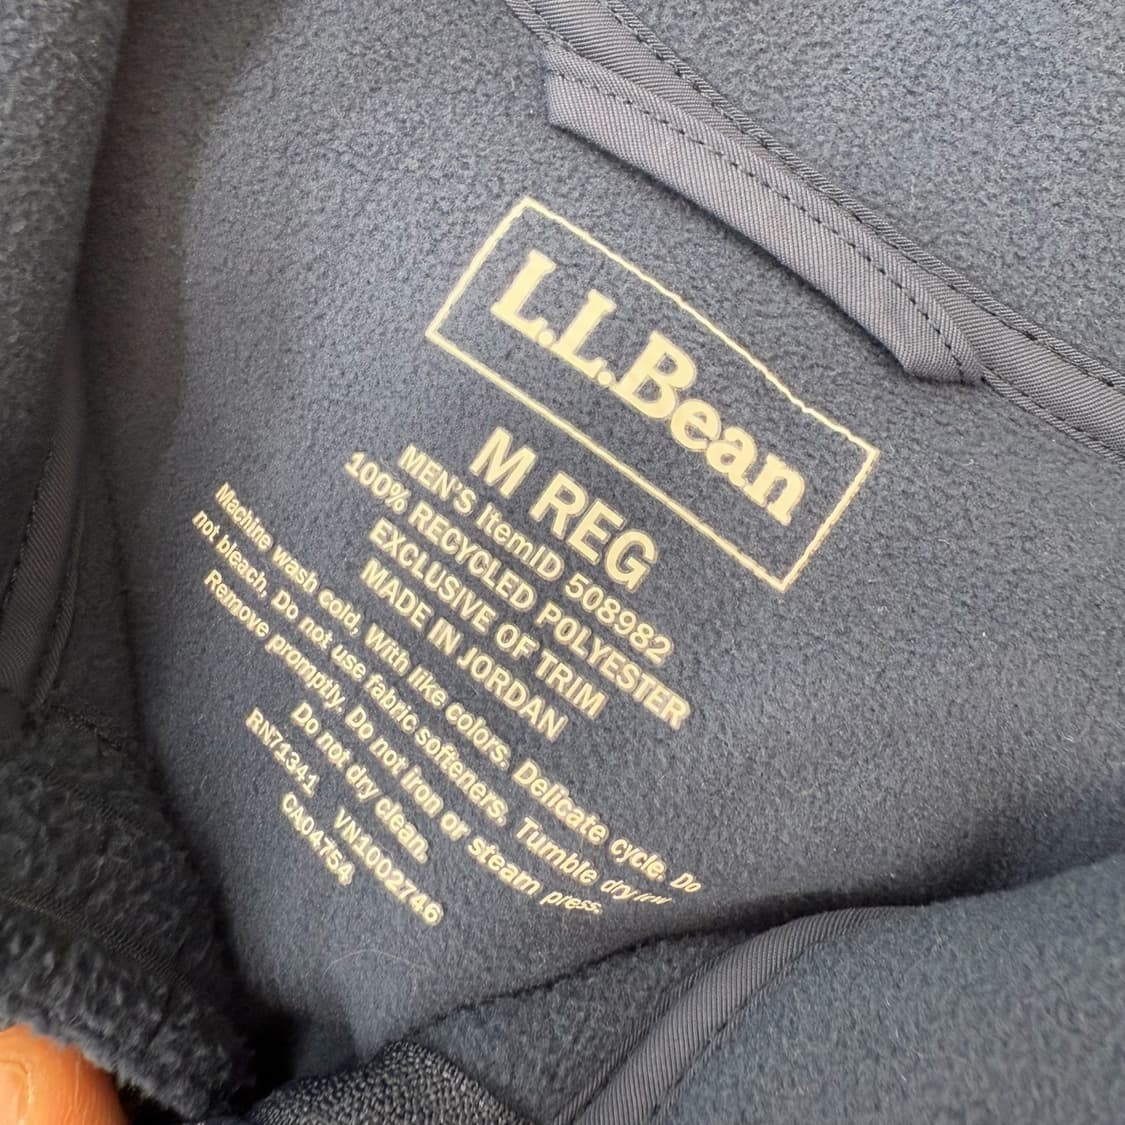 L.L.Bean
M REG
MEN'S ItemID 508982
100% RECYCLED POLYESTER
EXCLUSIVE OF TRIM
MADE IN JORDAN
Machine wash cold, with like colors. Delicate cycle. Do
not bleach. Do not use fabric softeners. Tumble dry low
Remove promptly. Do not iron or steam press.
Do not dry clean.
RN71341 VN1002746
CA04754